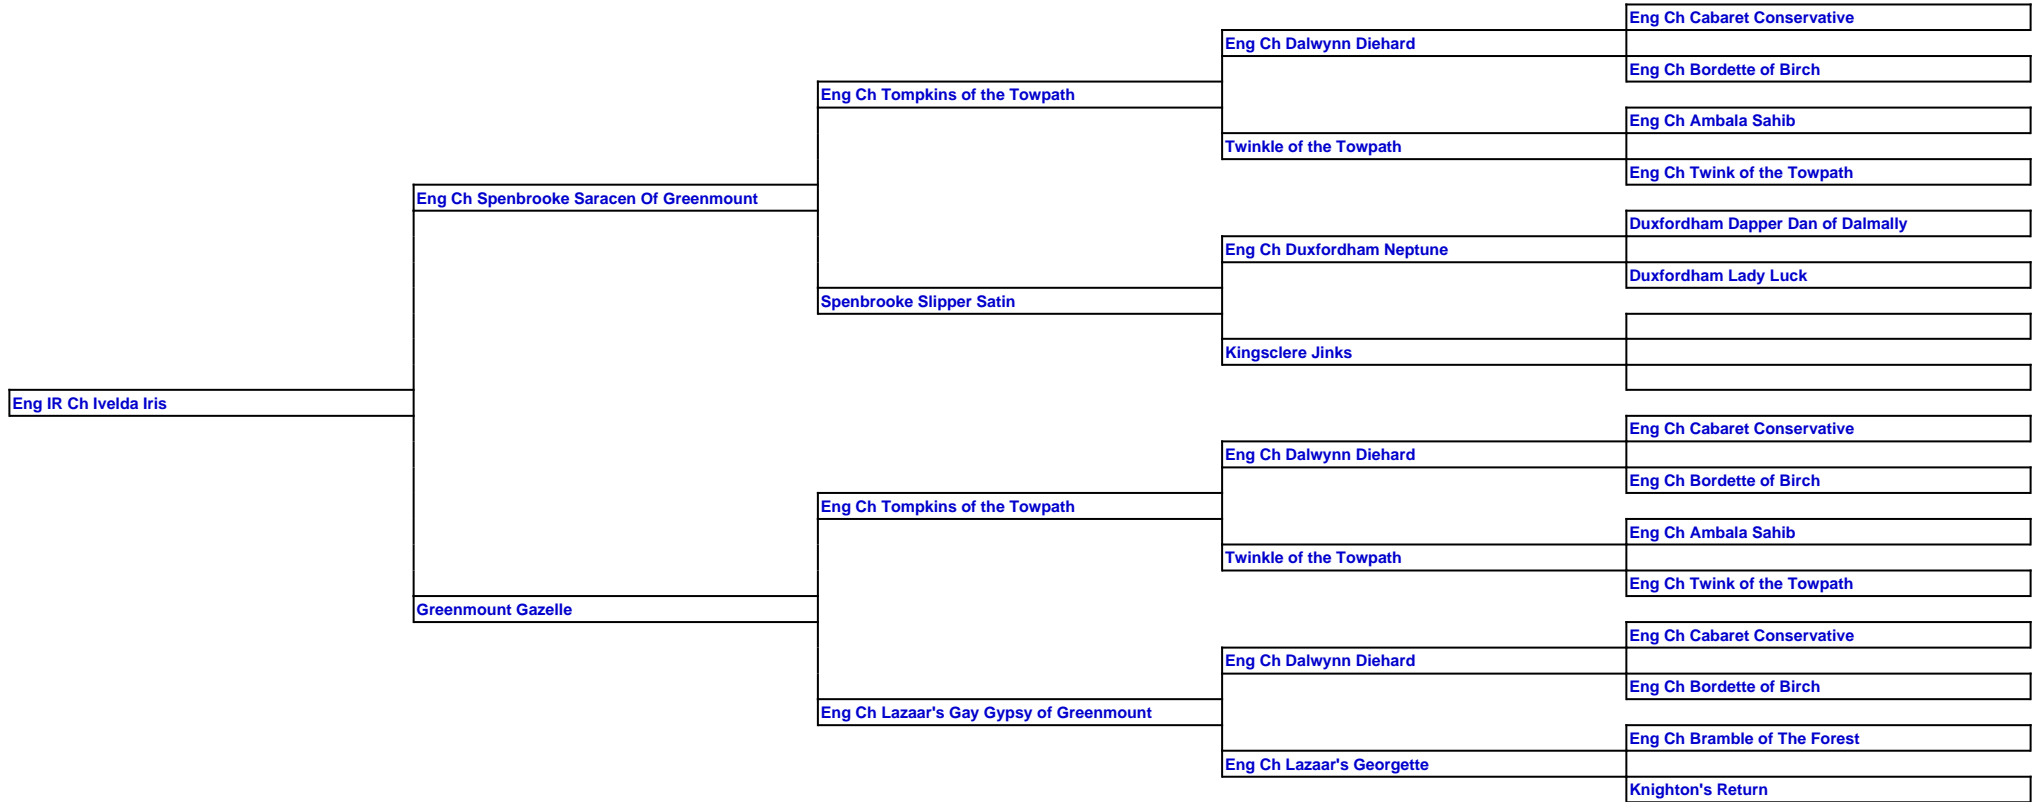 Eng Ch Cabaret Conservative
Eng Ch Dalwynn Diehard
Eng Ch Bordette of Birch
Eng Ch Tompkins of the Towpath
Eng Ch Ambala Sahib
Twinkle of the Towpath
Eng Ch Twink of the Towpath
Eng Ch Spenbrooke Saracen Of Greenmount
Duxfordham Dapper Dan of Dalmally
Eng Ch Duxfordham Neptune
Duxfordham Lady Luck
Spenbrooke Slipper Satin
Kingsclere Jinks
Eng IR Ch Ivelda Iris
Eng Ch Cabaret Conservative
Eng Ch Dalwynn Diehard
Eng Ch Bordette of Birch
Eng Ch Tompkins of the Towpath
Eng Ch Ambala Sahib
Twinkle of the Towpath
Eng Ch Twink of the Towpath
Greenmount Gazelle
Eng Ch Cabaret Conservative
Eng Ch Dalwynn Diehard
Eng Ch Bordette of Birch
Eng Ch Lazaar's Gay Gypsy of Greenmount
Eng Ch Bramble of The Forest
Eng Ch Lazaar's Georgette
Knighton's Return